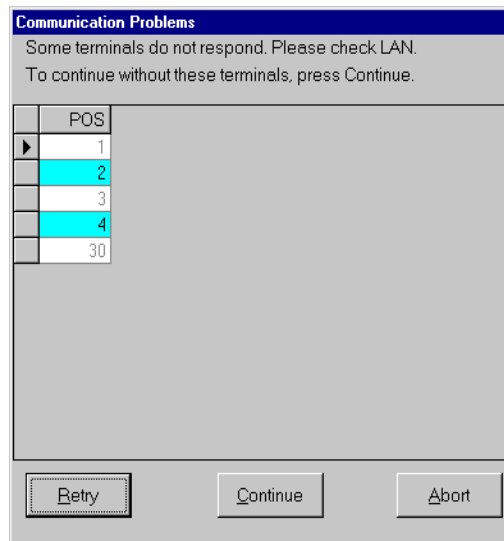 Communication Problems
Some terminals do not respond. Please check LAN.
To continue without these terminals, press Continue.
POS
1
2
3
4
30
Retry
Continue
Abort